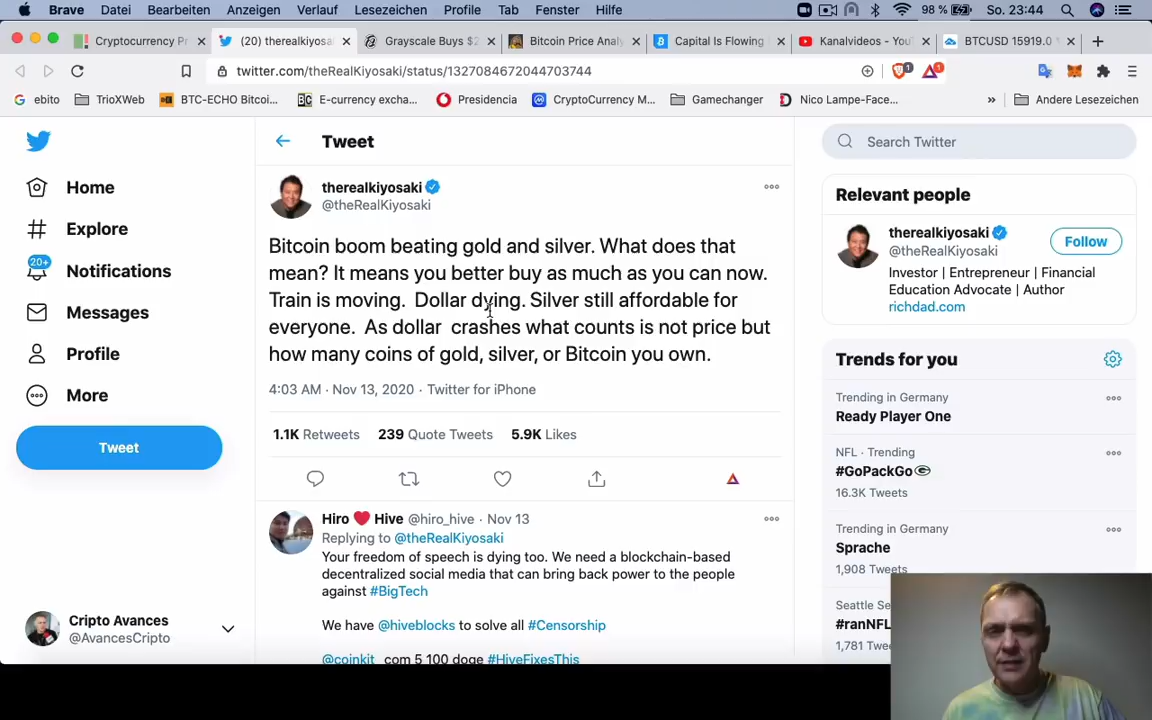 Brave Datei Bearbeiten Anzeigen Verlauf Lesezeichen Profile Tab Fenster Hilfe 98 % So. 23:44
Cryptocurrency Pr (20) therealkiyosa Grayscale Buys $2 Bitcoin Price Analy Capital Is Flowing Kanalvideos - You BTCUSD 15919.0
twitter.com/theRealKiyosaki/status/1327084672044703744
ebito TrioXWeb BTC-ECHO Bitcoi... E-currency excha... Presidencia CryptoCurrency M... Gamechanger Nico Lampe-Face... » Andere Lesezeichen
Tweet
Search Twitter
Home
Explore
20+
Notifications
Messages
Profile
More
Tweet
Cripto Avances
@AvancesCripto
therealkiyosaki
@theRealKiyosaki
Bitcoin boom beating gold and silver. What does that
mean? It means you better buy as much as you can now.
Train is moving. Dollar dying. Silver still affordable for
everyone. As dollar crashes what counts is not price but
how many coins of gold, silver, or Bitcoin you own.
4:03 AM · Nov 13, 2020 · Twitter for iPhone
1.1K Retweets 239 Quote Tweets 5.9K Likes
Hiro ❤ Hive @hiro_hive · Nov 13
Replying to @theRealKiyosaki
Your freedom of speech is dying too. We need a blockchain-based
decentralized social media that can bring back power to the people
against #BigTech
We have @hiveblocks to solve all #Censorship
@coinkit_ com 5 100 doge #HiveFixesThis
Relevant people
therealkiyosaki
@theRealKiyosaki
Follow
Investor | Entrepreneur | Financial
Education Advocate | Author
richdad.com
Trends for you
Trending in Germany
Ready Player One
NFL · Trending
#GoPackGo
16.3K Tweets
Trending in Germany
Sprache
1,908 Tweets
Seattle Se
#ranNFL
1,781 Twee